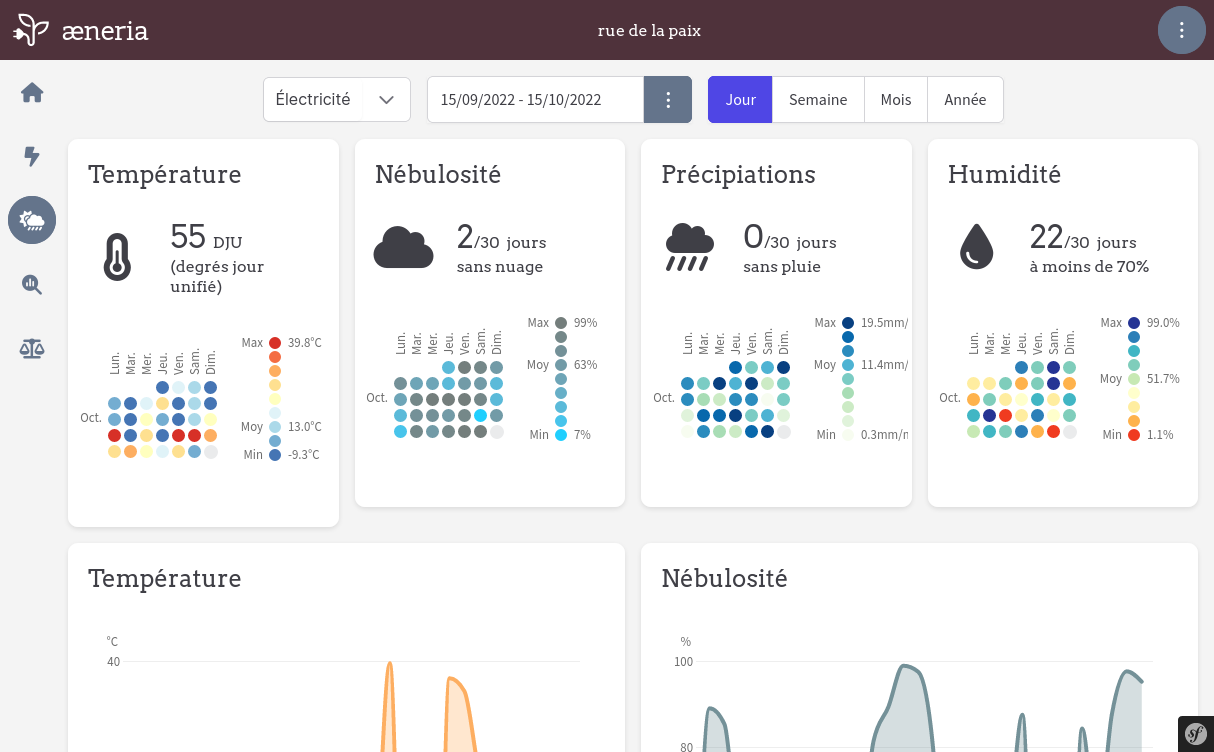 æneria
rue de la paix
Électricité
15/09/2022 - 15/10/2022
Jour
Semaine
Mois
Année
Température
55 DJU
(degrés jour
unifié)
Lun. Mar. Mer. Jeu. Ven. Sam. Dim.
Oct.
Max 39.8°C
Moy 13.0°C
Min -9.3°C
Nébulosité
2/30 jours
sans nuage
Lun. Mar. Mer. Jeu. Ven. Sam. Dim.
Oct.
Max 99%
Moy 63%
Min 7%
Précipiations
0/30 jours
sans pluie
Lun. Mar. Mer. Jeu. Ven. Sam. Dim.
Oct.
Max 19.5mm/
Moy 11.4mm/
Min 0.3mm/n
Humidité
22/30 jours
à moins de 70%
Lun. Mar. Mer. Jeu. Ven. Sam. Dim.
Oct.
Max 99.0%
Moy 51.7%
Min 1.1%
Température
°C
40
Nébulosité
%
100
80
sf